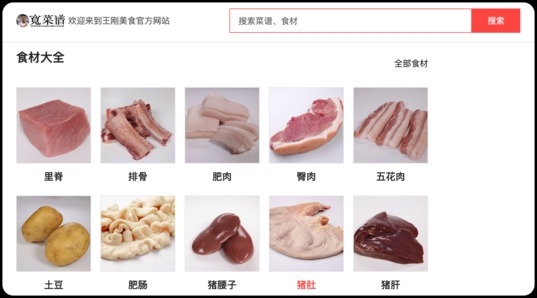 寬菜谱 欢迎来到王刚美食官方网站
搜索菜谱、食材 搜索
食材大全
全部食材
里脊 排骨 肥肉 臀肉 五花肉
土豆 肥肠 猪腰子 猪肚 猪肝